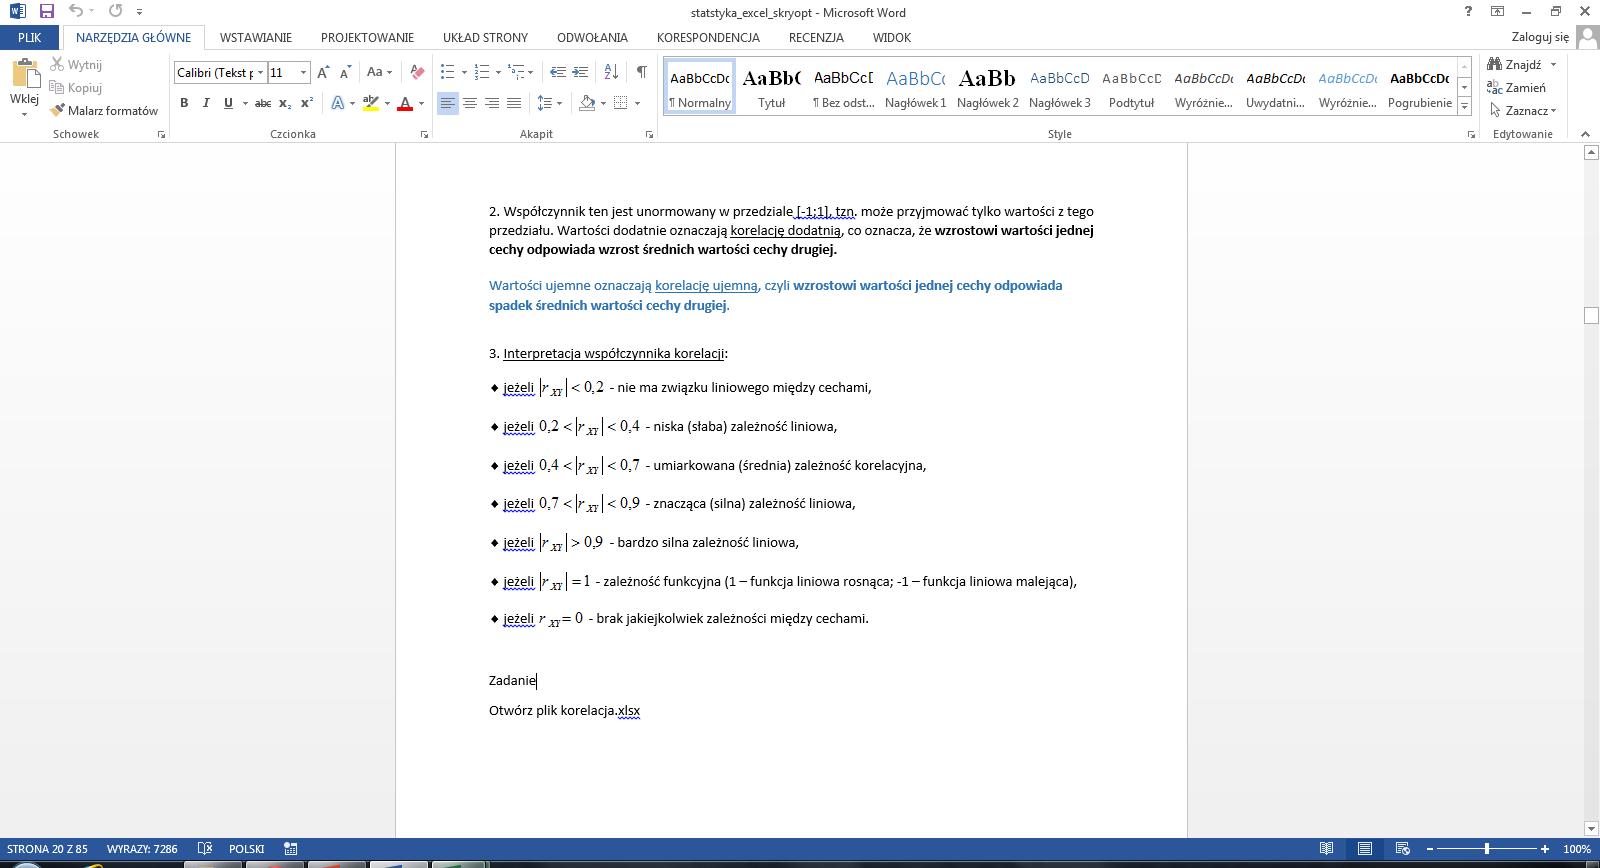 statstyka_excel_skryopt - Microsoft Word
?
PLIK NARZĘDZIA GŁÓWNE WSTAWIANIE PROJEKTOWANIE UKŁAD STRONY ODWOŁANIA KORESPONDENCJA RECENZJA WIDOK
Zaloguj się
Wklej
Wytnij
Kopiuj
Malarz formatów
Schowek
Calibri (Tekst p 11
Czcionka
Akapit
AaBbCcDc AaBbC AaBbCcD AaBbCc AaBb AaBbCcD AaBbCcD AaBbCcDc AaBbCcDc AaBbCcDc AaBbCcDc
¶ Normalny Tytuł ¶ Bez odst... Nagłówek 1 Nagłówek 2 Nagłówek 3 Podtytuł Wyróżnie... Uwydatni... Wyróżnie... Pogrubienie
Style
Znajdź
Zamień
Zaznacz
Edytowanie
2. Współczynnik ten jest unormowany w przedziale [-1;1], tzn. może przyjmować tylko wartości z tego
przedziału. Wartości dodatnie oznaczają korelację dodatnią, co oznacza, że wzrostowi wartości jednej
cechy odpowiada wzrost średnich wartości cechy drugiej.
Wartości ujemne oznaczają korelację ujemną, czyli wzrostowi wartości jednej cechy odpowiada
spadek średnich wartości cechy drugiej.
3. Interpretacja współczynnika korelacji:
♦ jeżeli |r XY| < 0,2 - nie ma związku liniowego między cechami,
♦ jeżeli 0,2 < |r XY| < 0,4 - niska (słaba) zależność liniowa,
♦ jeżeli 0,4 < |r XY| < 0,7 - umiarkowana (średnia) zależność korelacyjna,
♦ jeżeli 0,7 < |r XY| < 0,9 - znacząca (silna) zależność liniowa,
♦ jeżeli |r XY| > 0,9 - bardzo silna zależność liniowa,
♦ jeżeli |r XY| = 1 - zależność funkcyjna (1 – funkcja liniowa rosnąca; -1 – funkcja liniowa malejąca),
♦ jeżeli r XY = 0 - brak jakiejkolwiek zależności między cechami.
Zadanie
Otwórz plik korelacja.xlsx
STRONA 20 Z 85 WYRAZY: 7286 POLSKI 100%